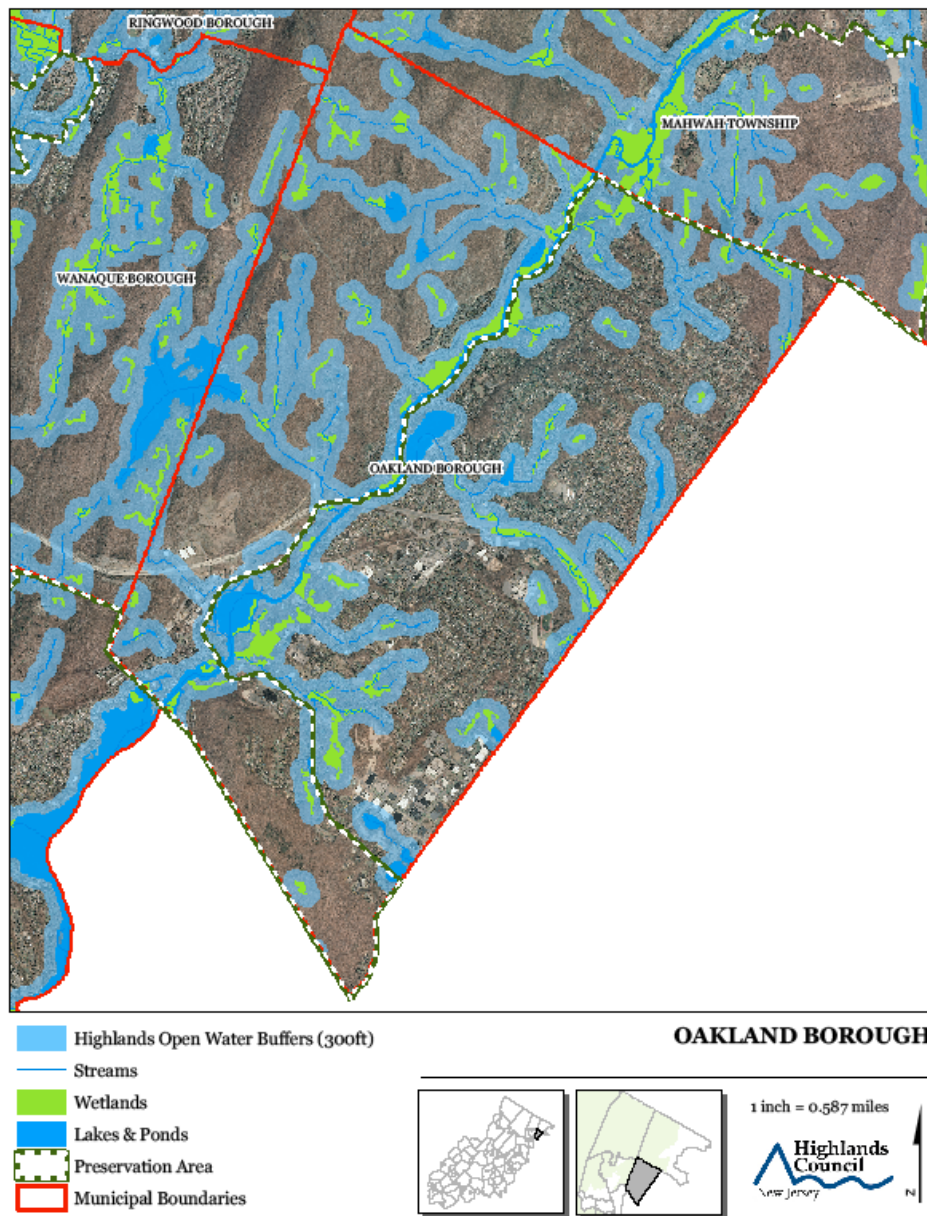 RINGWOOD BOROUGH
MAHWAH TOWNSHIP
WANAQUE BOROUGH
OAKLAND BOROUGH
Highlands Open Water Buffers (300ft)
Streams
Wetlands
Lakes & Ponds
Preservation Area
Municipal Boundaries
OAKLAND BOROUGH
1 inch = 0.587 miles
Highlands
Council
New Jersey
N